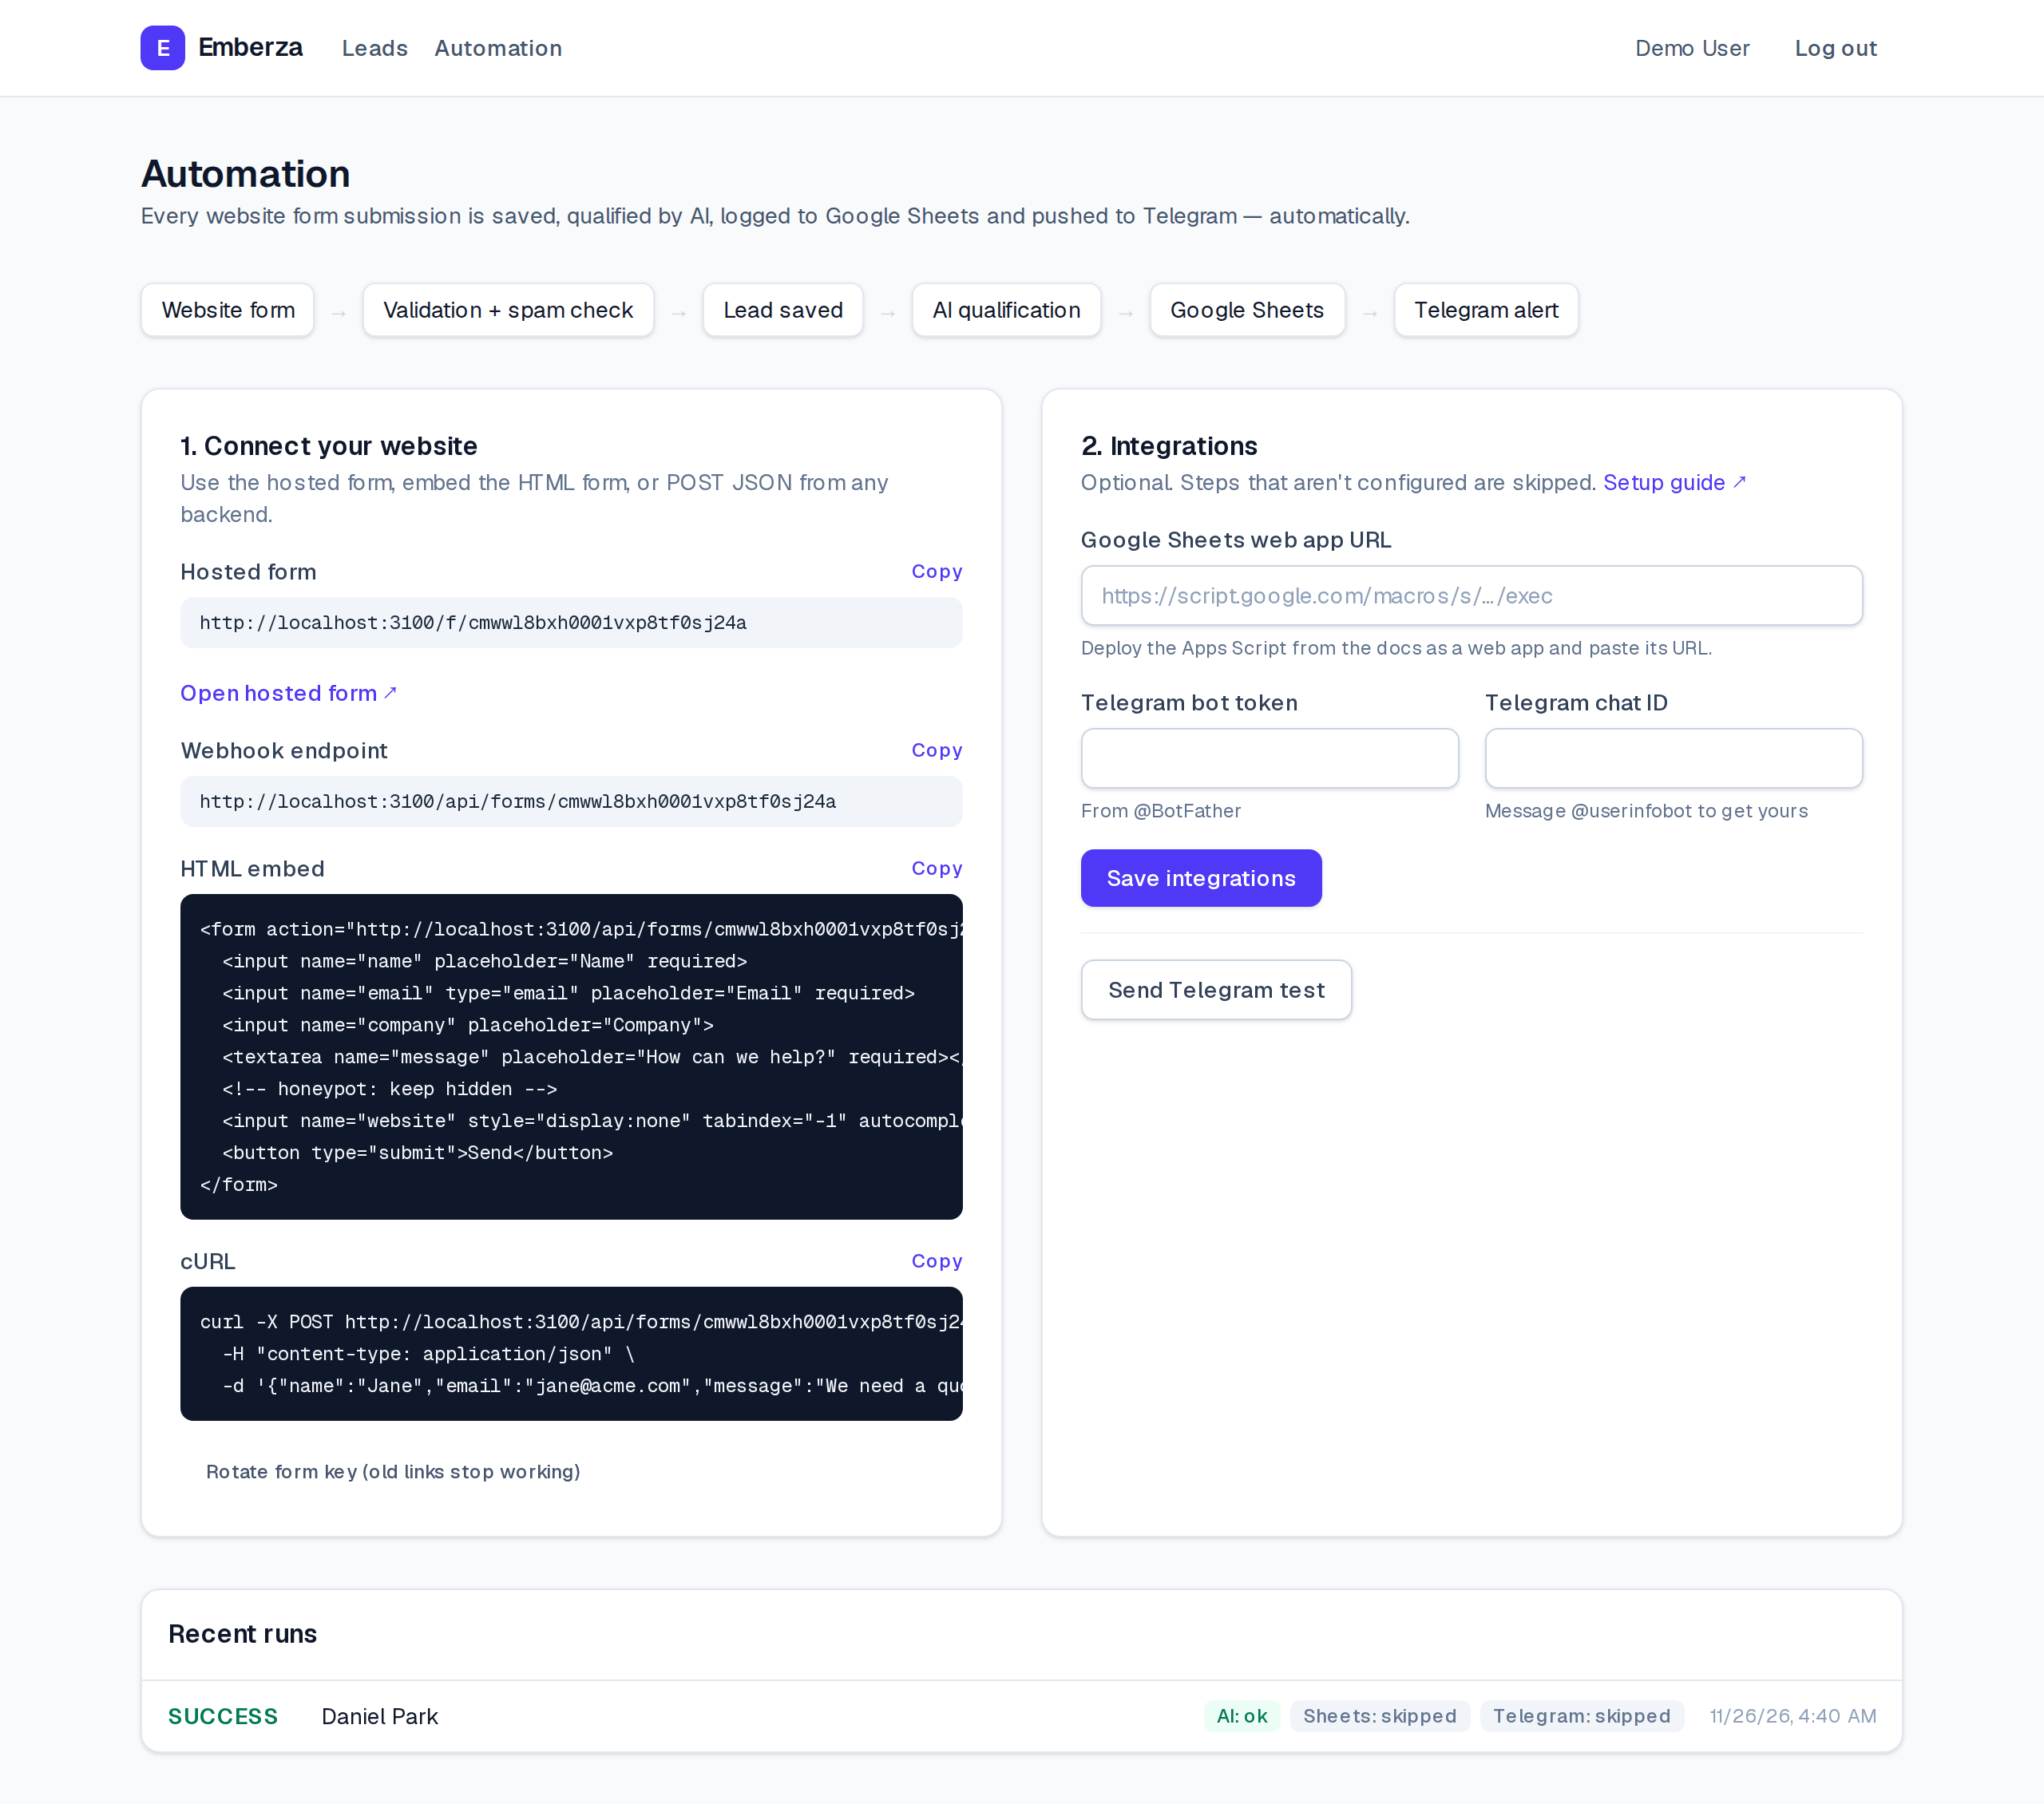 E Emberza Leads Automation Demo User Log out
Automation
Every website form submission is saved, qualified by AI, logged to Google Sheets and pushed to Telegram — automatically.
Website form → Validation + spam check → Lead saved → AI qualification → Google Sheets → Telegram alert
1. Connect your website
Use the hosted form, embed the HTML form, or POST JSON from any
backend.
Hosted form Copy
http://localhost:3100/f/cmwwl8bxh0001vxp8tf0sj24a
Open hosted form ↗
Webhook endpoint Copy
http://localhost:3100/api/forms/cmwwl8bxh0001vxp8tf0sj24a
HTML embed Copy
<form action="http://localhost:3100/api/forms/cmwwl8bxh0001vxp8tf0sj2
<input name="name" placeholder="Name" required>
<input name="email" type="email" placeholder="Email" required>
<input name="company" placeholder="Company">
<textarea name="message" placeholder="How can we help?" required></
<!-- honeypot: keep hidden -->
<input name="website" style="display:none" tabindex="-1" autocomple
<button type="submit">Send</button>
</form>
cURL Copy
curl -X POST http://localhost:3100/api/forms/cmwwl8bxh0001vxp8tf0sj24
-H "content-type: application/json" \
-d '{"name":"Jane","email":"jane@acme.com","message":"We need a quo
Rotate form key (old links stop working)
2. Integrations
Optional. Steps that aren't configured are skipped. Setup guide ↗
Google Sheets web app URL
https://script.google.com/macros/s/…/exec
Deploy the Apps Script from the docs as a web app and paste its URL.
Telegram bot token Telegram chat ID
From @BotFather Message @userinfobot to get yours
Save integrations
Send Telegram test
Recent runs
SUCCESS Daniel Park AI: ok Sheets: skipped Telegram: skipped 11/26/26, 4:40 AM